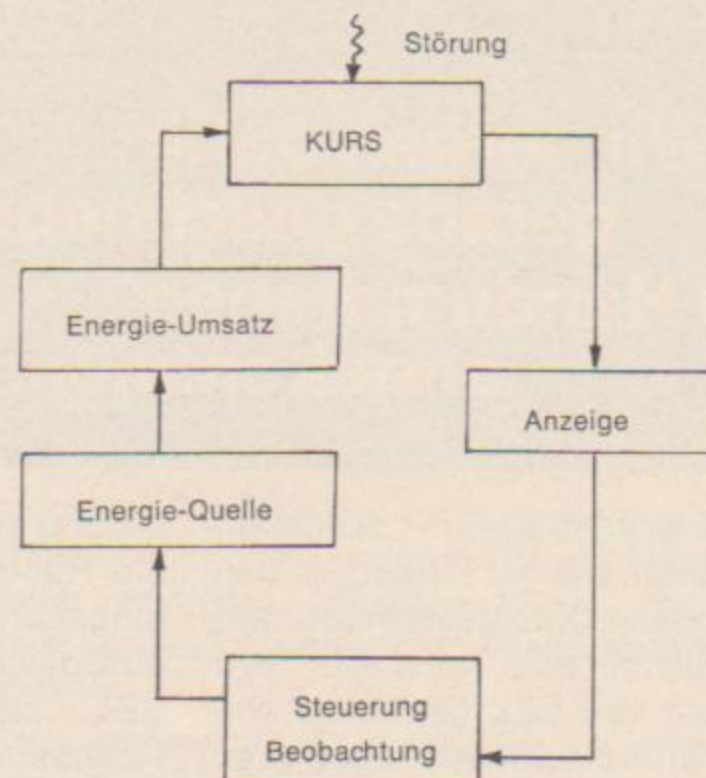 Störung
KURS
Energie-Umsatz
Anzeige
Energie-Quelle
Steuerung
Beobachtung